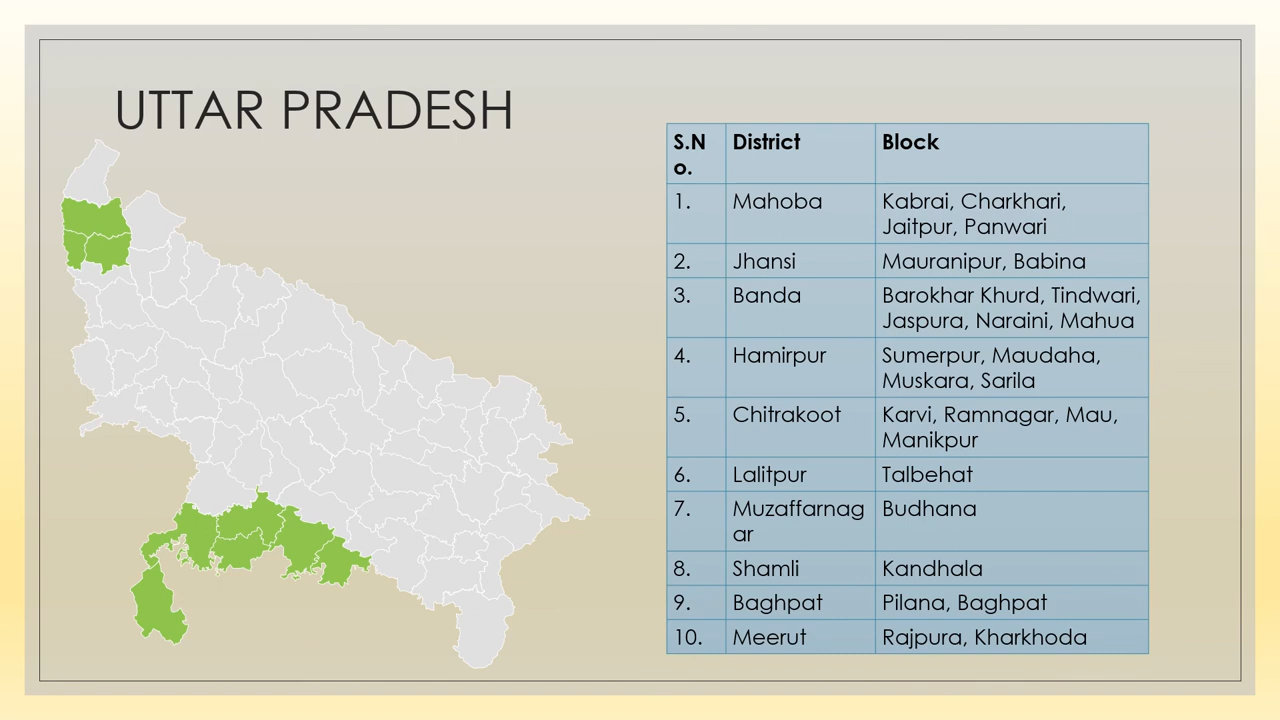 UTTAR PRADESH
S.N
o.
District
Block
1.
Mahoba
Kabrai, Charkhari,
Jaitpur, Panwari
2.
Jhansi
Mauranipur, Babina
3.
Banda
Barokhar Khurd, Tindwari,
Jaspura, Naraini, Mahua
4.
Hamirpur
Sumerpur, Maudaha,
Muskara, Sarila
5.
Chitrakoot
Karvi, Ramnagar, Mau,
Manikpur
6.
Lalitpur
Talbehat
7.
Muzaffarnag
ar
Budhana
8.
Shamli
Kandhala
9.
Baghpat
Pilana, Baghpat
10.
Meerut
Rajpura, Kharkhoda